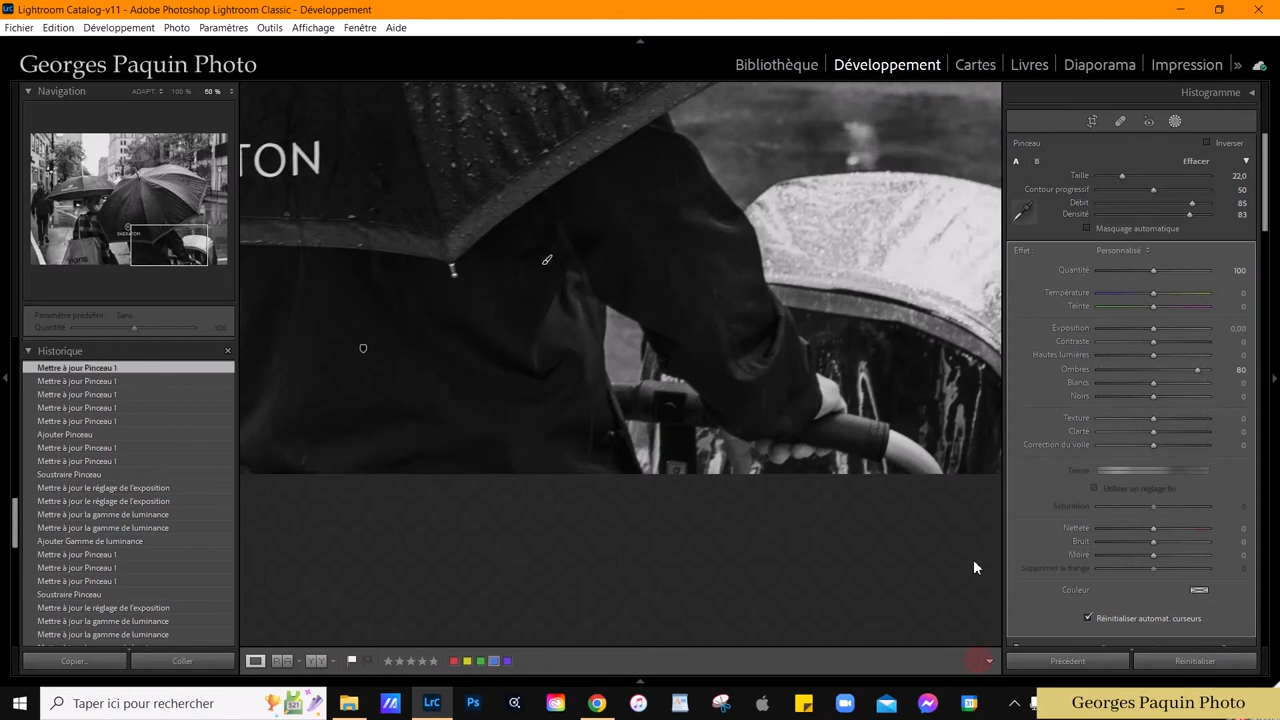 Lightroom Catalog-v11 - Adobe Photoshop Lightroom Classic - Développement
Fichier Edition Développement Photo Paramètres Outils Affichage Fenêtre Aide
Georges Paquin Photo
Bibliothèque Développement Cartes Livres Diaporama Impression »
Navigation ADAPT. 100 % 50 %
SHERATON
Paramètre prédéfini : Sans
Quantité 100
Historique
Mettre à jour Pinceau 1
Mettre à jour Pinceau 1
Mettre à jour Pinceau 1
Mettre à jour Pinceau 1
Mettre à jour Pinceau 1
Ajouter Pinceau
Mettre à jour Pinceau 1
Mettre à jour Pinceau 1
Soustraire Pinceau
Mettre à jour le réglage de l'exposition
Mettre à jour le réglage de l'exposition
Mettre à jour la gamme de luminance
Mettre à jour la gamme de luminance
Ajouter Gamme de luminance
Mettre à jour Pinceau 1
Mettre à jour Pinceau 1
Mettre à jour Pinceau 1
Soustraire Pinceau
Mettre à jour le réglage de l'exposition
Mettre à jour la gamme de luminance
Mettre à jour la gamme de luminance
Copier... Coller
TON
Histogramme
Pinceau Inverser
A B Effacer
Taille 22,0
Contour progressif 50
Débit 85
Densité 83
Masquage automatique
Effet : Personnalisé
Quantité 100
Température 0
Teinte 0
Exposition 0,00
Contraste 0
Hautes lumières 0
Ombres 80
Blancs 0
Noirs 0
Texture 0
Clarté 0
Correction du voile 0
Teinte
Utiliser un réglage fin
Saturation
Netteté 0
Bruit 0
Moiré 0
Supprimer la frange 0
Couleur
Réinitialiser automat. curseurs
Précédent Réinitialiser
Taper ici pour rechercher
Georges Paquin Photo